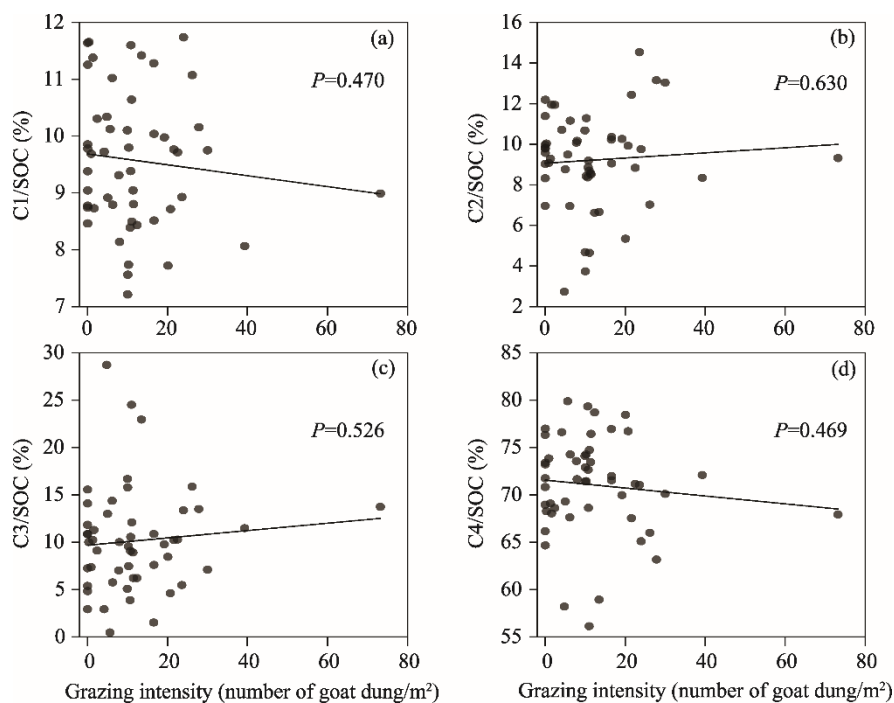 12
11
10
9
8
7
C1/SOC (%)
(a)
P=0.470
0 20 40 60 80
16
14
12
10
8
6
4
2
C2/SOC (%)
(b)
P=0.630
0 20 40 60 80
30
25
20
15
10
5
0
C3/SOC (%)
(c)
P=0.526
0 20 40 60 80
Grazing intensity (number of goat dung/m²)
85
80
75
70
65
60
55
C4/SOC (%)
(d)
P=0.469
0 20 40 60 80
Grazing intensity (number of goat dung/m²)